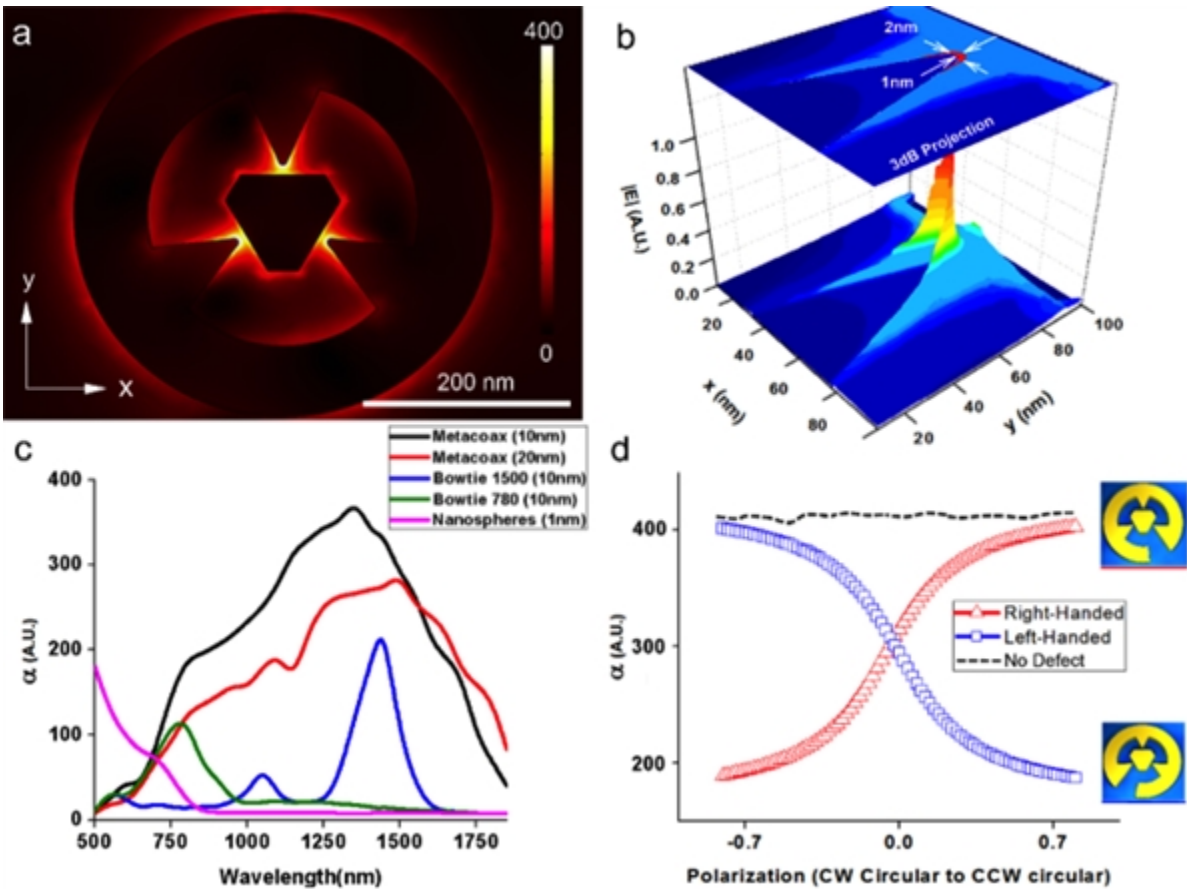 a
400
0
y
x
200 nm
b
2nm
1nm
3dB Projection
|E| (A.U.)
1.0
0.8
0.6
0.4
0.2
0.0
20
40
60
80
x (nm)
20
40
60
80
100
y (nm)
c
Metacoax (10nm)
Metacoax (20nm)
Bowtie 1500 (10nm)
Bowtie 780 (10nm)
Nanospheres (1nm)
400
300
200
100
0
α (A.U.)
500 750 1000 1250 1500 1750
Wavelength(nm)
d
400
300
200
α (A.U.)
Right-Handed
Left-Handed
No Defect
-0.7 0.0 0.7
Polarization (CW Circular to CCW circular)